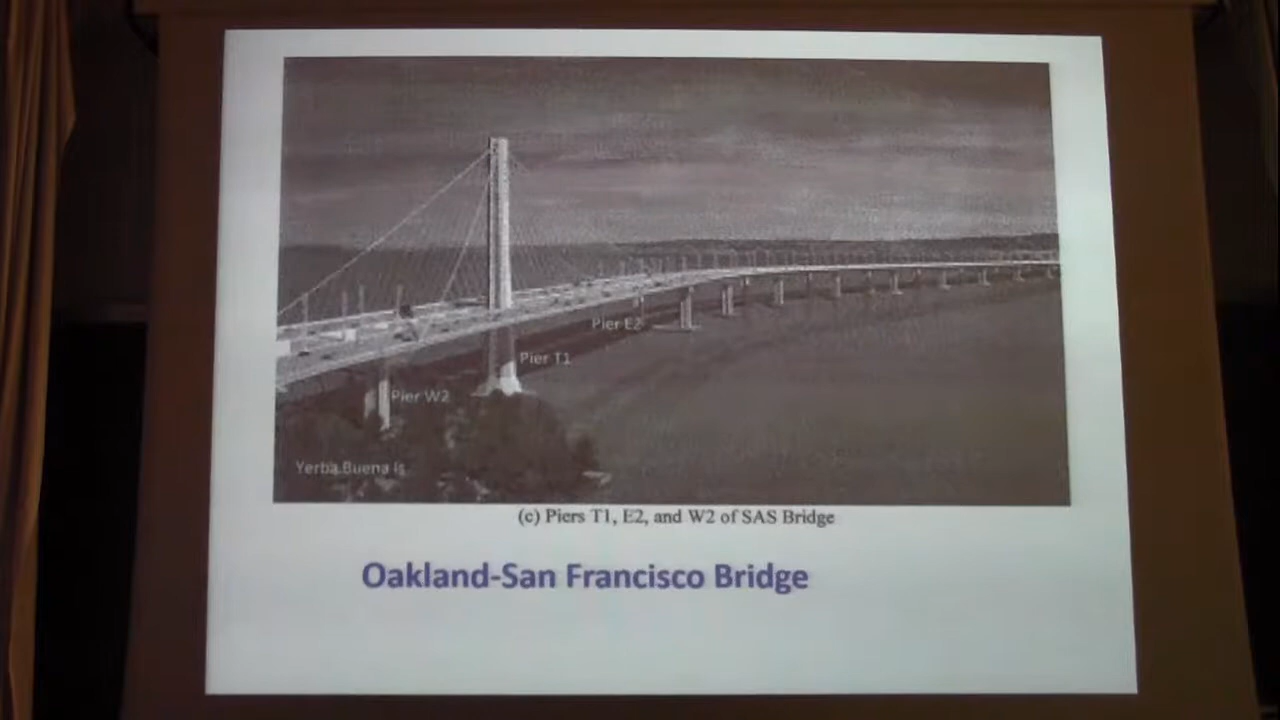 Pier E2
Pier T1
Pier W2
Yerba Buena Is.
(c) Piers T1, E2, and W2 of SAS Bridge
Oakland-San Francisco Bridge